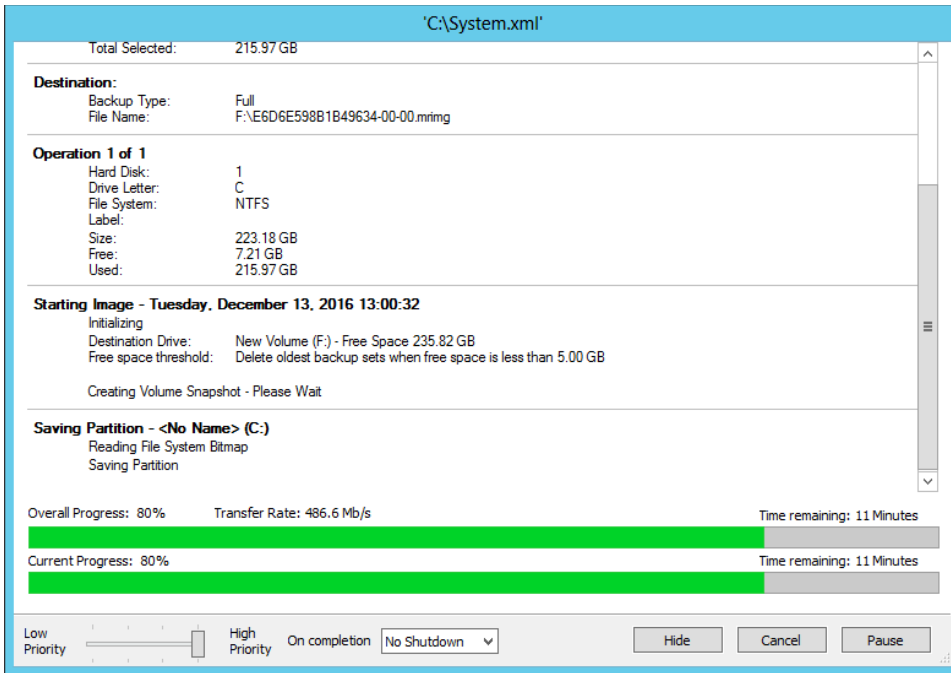 'C:\System.xml'
Total Selected: 215.97 GB
Destination:
Backup Type: Full
File Name: F:\E6D6E598B1B49634-00-00.mrimg
Operation 1 of 1
Hard Disk: 1
Drive Letter: C
File System: NTFS
Label:
Size: 223.18 GB
Free: 7.21 GB
Used: 215.97 GB
Starting Image - Tuesday, December 13, 2016 13:00:32
Initializing
Destination Drive: New Volume (F:) - Free Space 235.82 GB
Free space threshold: Delete oldest backup sets when free space is less than 5.00 GB
Creating Volume Snapshot - Please Wait
Saving Partition - <No Name> (C:)
Reading File System Bitmap
Saving Partition
Overall Progress: 80% Transfer Rate: 486.6 Mb/s Time remaining: 11 Minutes
Current Progress: 80% Time remaining: 11 Minutes
Low Priority High Priority On completion No Shutdown Hide Cancel Pause